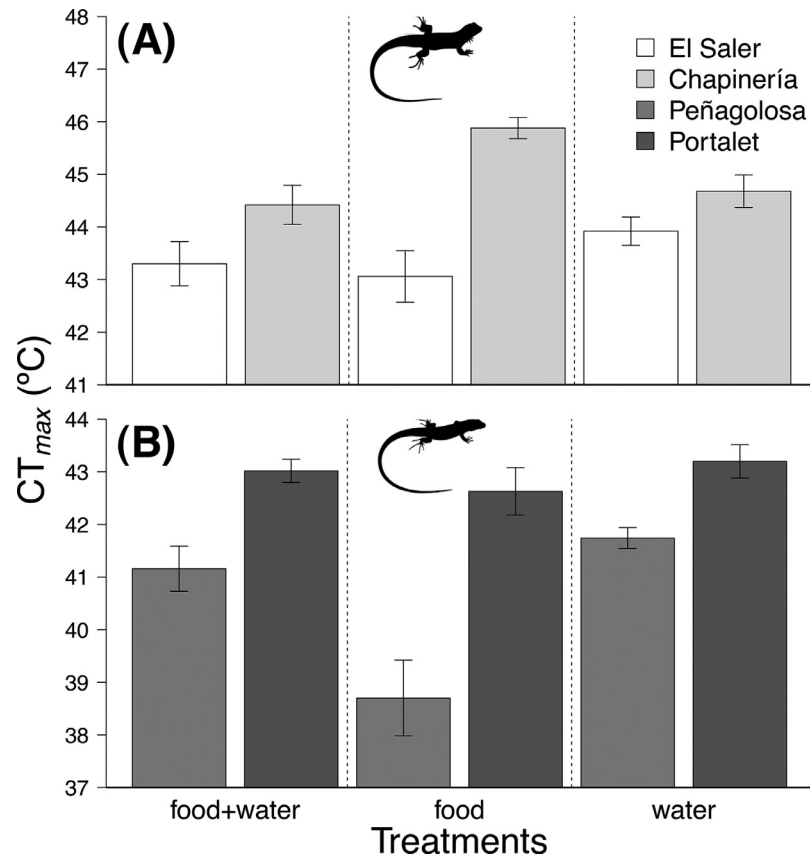 (A)
El Saler
Chapinería
Peñagolosa
Portalet
48
47
46
45
44
43
42
41
(B)
44
43
42
41
40
39
38
37
CTmax (ºC)
food+water food water
Treatments